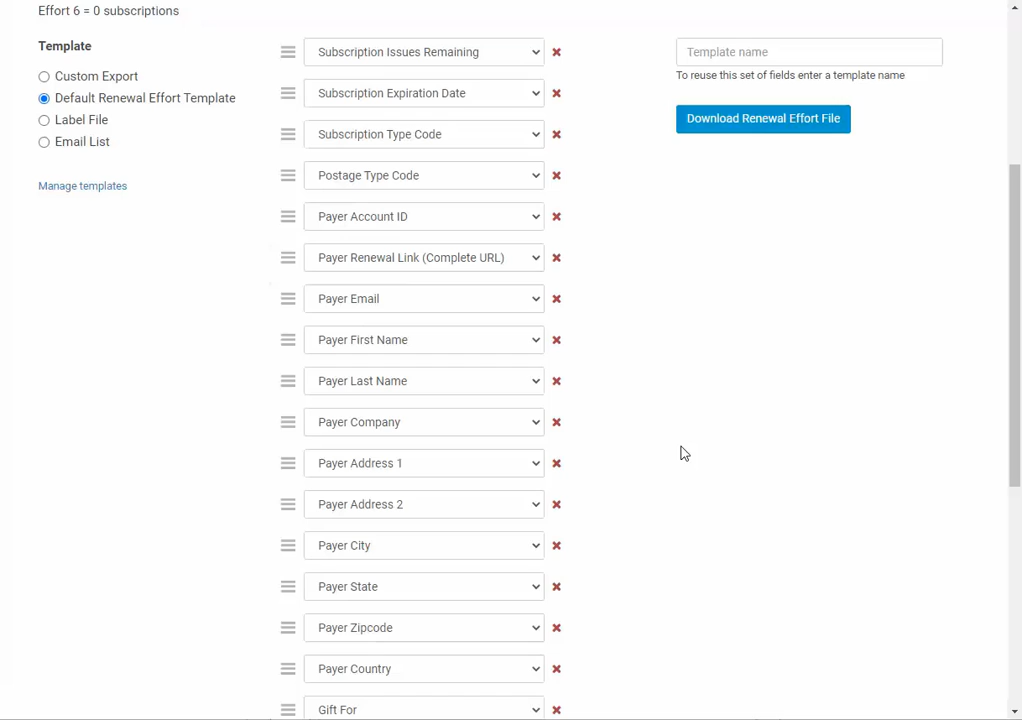 Effort 6 = 0 subscriptions
Template
Custom Export
Default Renewal Effort Template
Label File
Email List
Manage templates
Subscription Issues Remaining
Subscription Expiration Date
Subscription Type Code
Postage Type Code
Payer Account ID
Payer Renewal Link (Complete URL)
Payer Email
Payer First Name
Payer Last Name
Payer Company
Payer Address 1
Payer Address 2
Payer City
Payer State
Payer Zipcode
Payer Country
Gift For
Template name
To reuse this set of fields enter a template name
Download Renewal Effort File